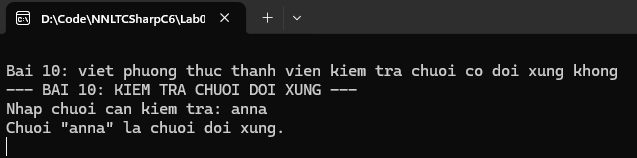 D:\Code\NNLTCSharpC6\Lab0
Bai 10: viet phuong thuc thanh vien kiem tra chuoi co doi xung khong
--- BAI 10: KIEM TRA CHUOI DOI XUNG ---
Nhap chuoi can kiem tra: anna
Chuoi "anna" la chuoi doi xung.